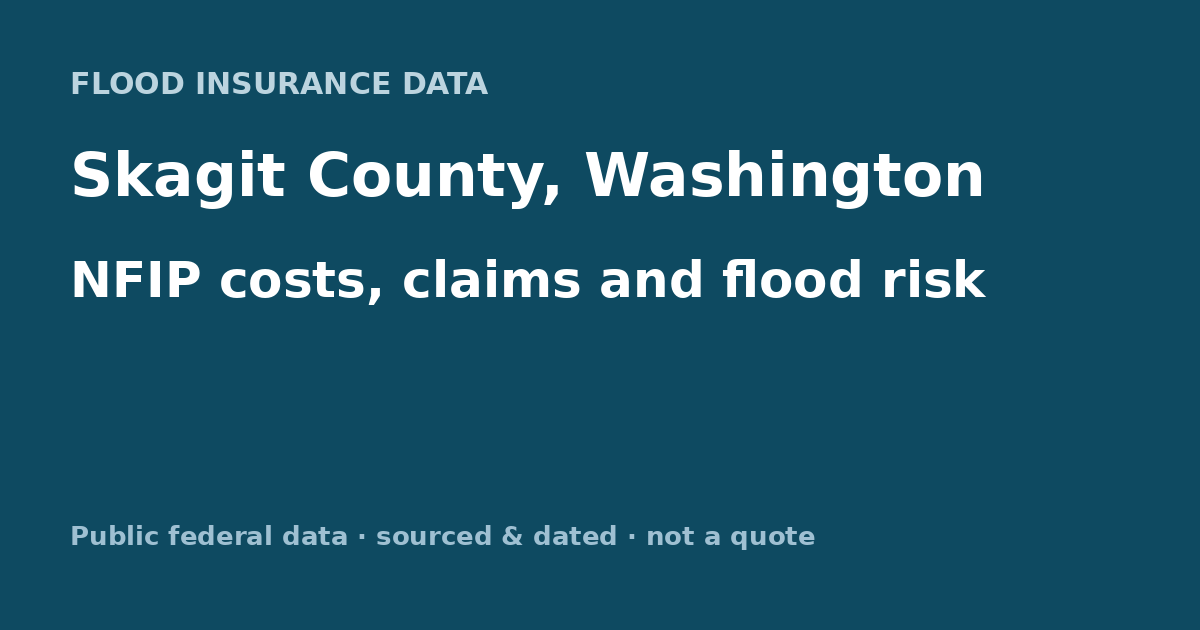 FLOOD INSURANCE DATA
Skagit County, Washington
NFIP costs, claims and flood risk
Public federal data · sourced & dated · not a quote